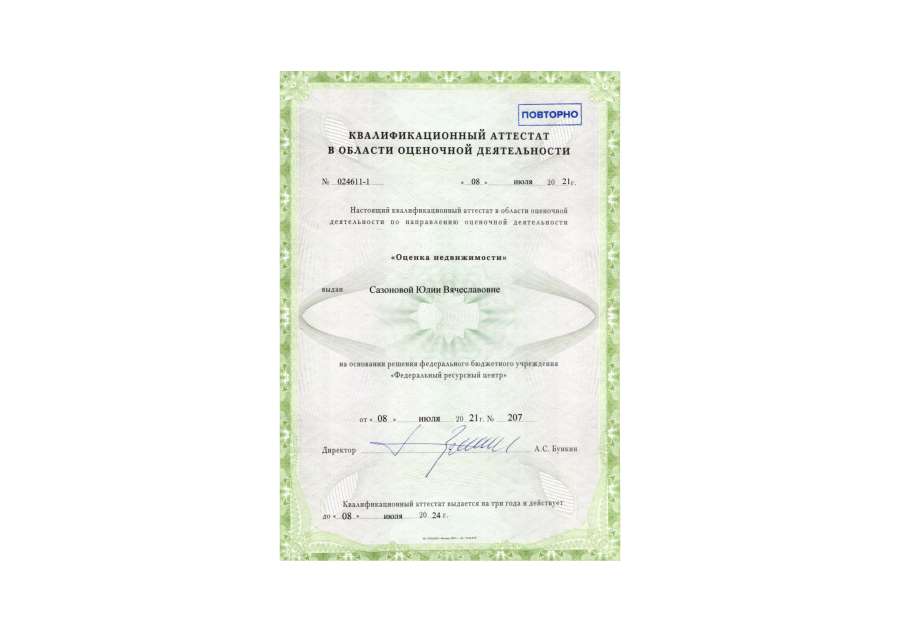 ПОВТОРНО
КВАЛИФИКАЦИОННЫЙ АТТЕСТАТ
В ОБЛАСТИ ОЦЕНОЧНОЙ ДЕЯТЕЛЬНОСТИ
№ 024611-1 « 08 » июля 20 21 г.
Настоящий квалификационный аттестат в области оценочной
деятельности по направлению оценочной деятельности
«Оценка недвижимости»
выдан Сазоновой Юлии Вячеславовне
на основании решения федерального бюджетного учреждения
«Федеральный ресурсный центр»
от « 08 » июля 20 21 г. № 207
Директор А.С. Бункин
Квалификационный аттестат выдается на три года и действует
до « 08 » июля 20 24 г.